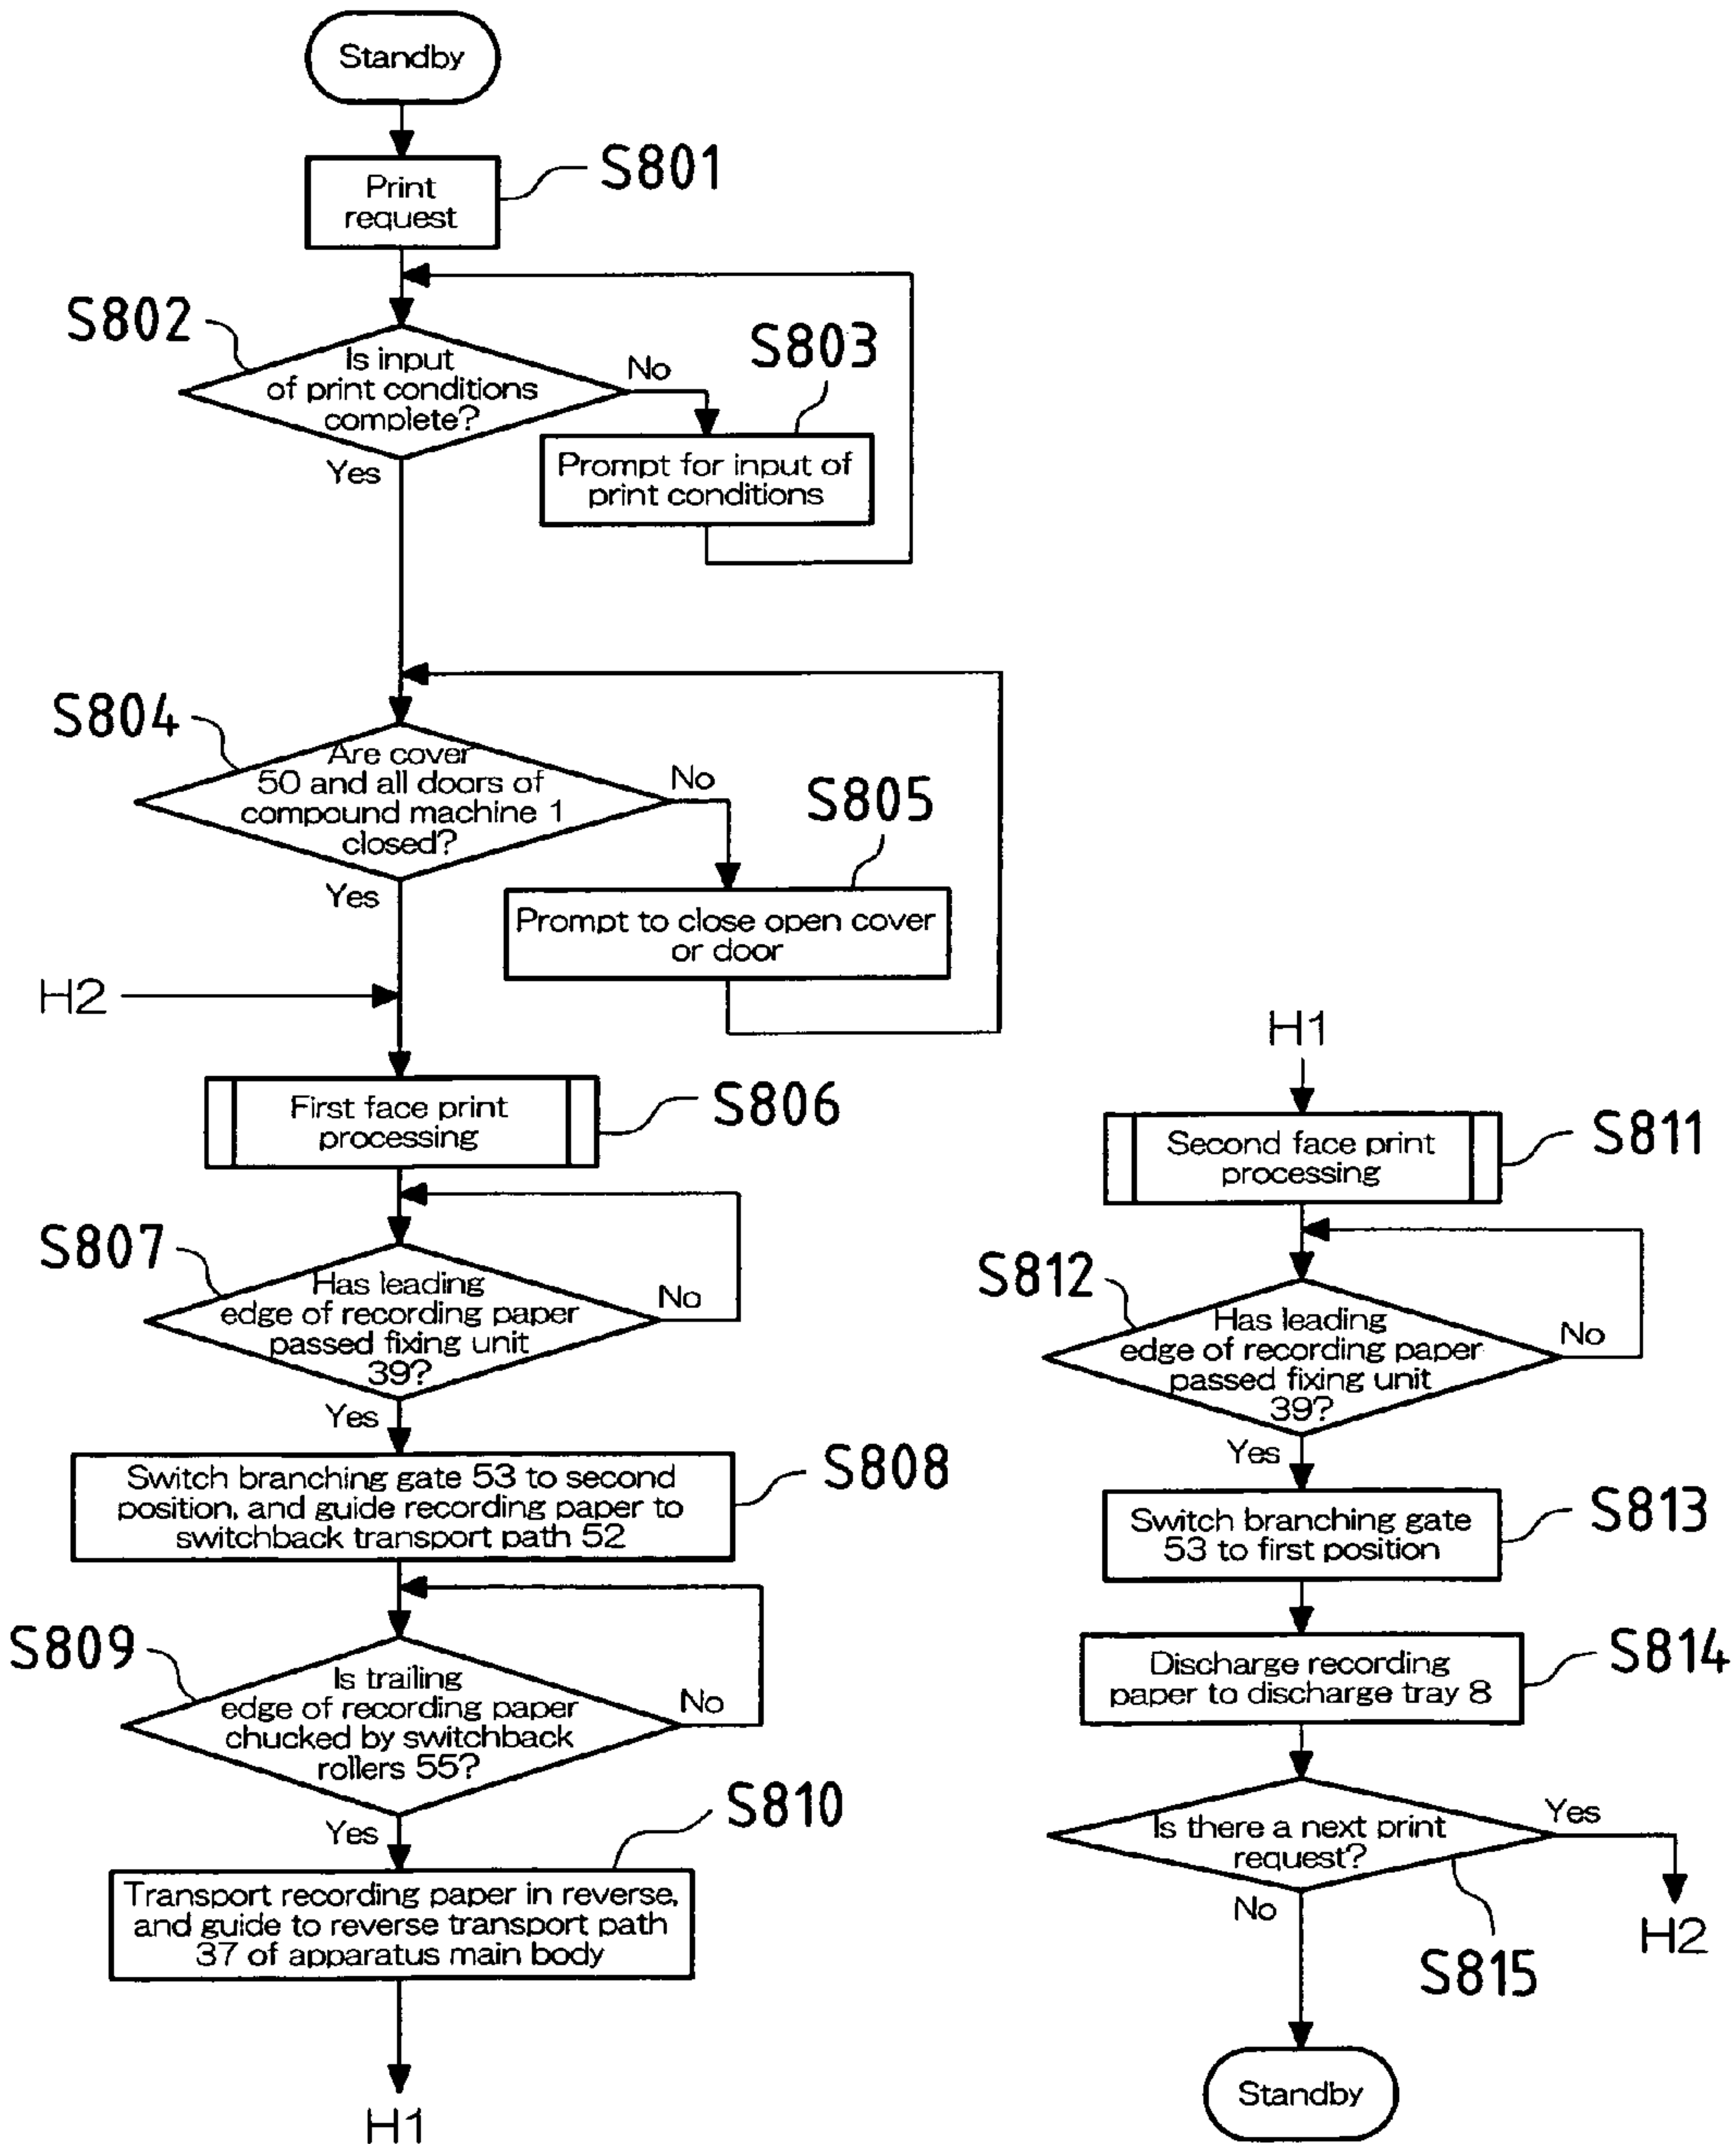 Standby
S801
Print
request
S802
Is input
of print conditions
complete?
No
Yes
S803
Prompt for input of
print conditions
S804
Are cover
50 and all doors of
compound machine 1
closed?
No
Yes
S805
Prompt to close open cover
or door
H2
S806
First face print
processing
S807
Has leading
edge of recording paper
passed fixing unit
39?
No
Yes
S808
Switch branching gate 53 to second
position, and guide recording paper to
switchback transport path 52
S809
Is trailing
edge of recording paper
chucked by switchback
rollers 55?
No
Yes
S810
Transport recording paper in reverse,
and guide to reverse transport path
37 of apparatus main body
H1
H1
S811
Second face print
processing
S812
Has leading
edge of recording paper
passed fixing unit
39?
No
Yes
S813
Switch branching gate
53 to first position
S814
Discharge recording
paper to discharge tray 8
Is there a next print
request?
Yes
No
H2
S815
Standby